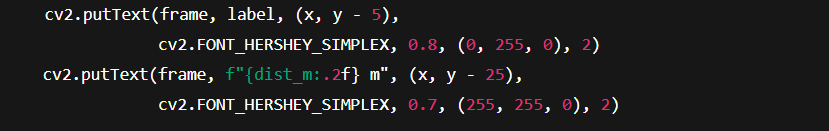 cv2.putText(frame, label, (x, y - 5),
cv2.FONT_HERSHEY_SIMPLEX, 0.8, (0, 255, 0), 2)
cv2.putText(frame, f"{dist_m:.2f} m", (x, y - 25),
cv2.FONT_HERSHEY_SIMPLEX, 0.7, (255, 255, 0), 2)